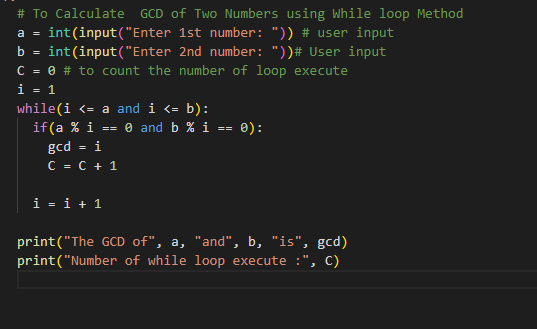 # To Calculate  GCD of Two Numbers using While loop Method
a = int(input("Enter 1st number: ")) # user input
b = int(input("Enter 2nd number: "))# User input
C = 0 # to count the number of loop execute
i = 1
while(i <= a and i <= b):
  if(a % i == 0 and b % i == 0):
    gcd = i
    C = C + 1
  i = i + 1
print("The GCD of", a, "and", b, "is", gcd)
print("Number of while loop execute :", C)